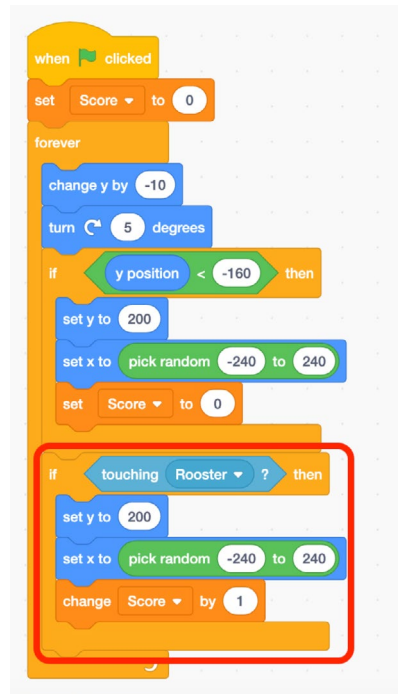 when clicked
set Score to 0
forever
change y by -10
turn 5 degrees
if y position < -160 then
set y to 200
set x to pick random -240 to 240
set Score to 0
if touching Rooster ? then
set y to 200
set x to pick random -240 to 240
change Score by 1